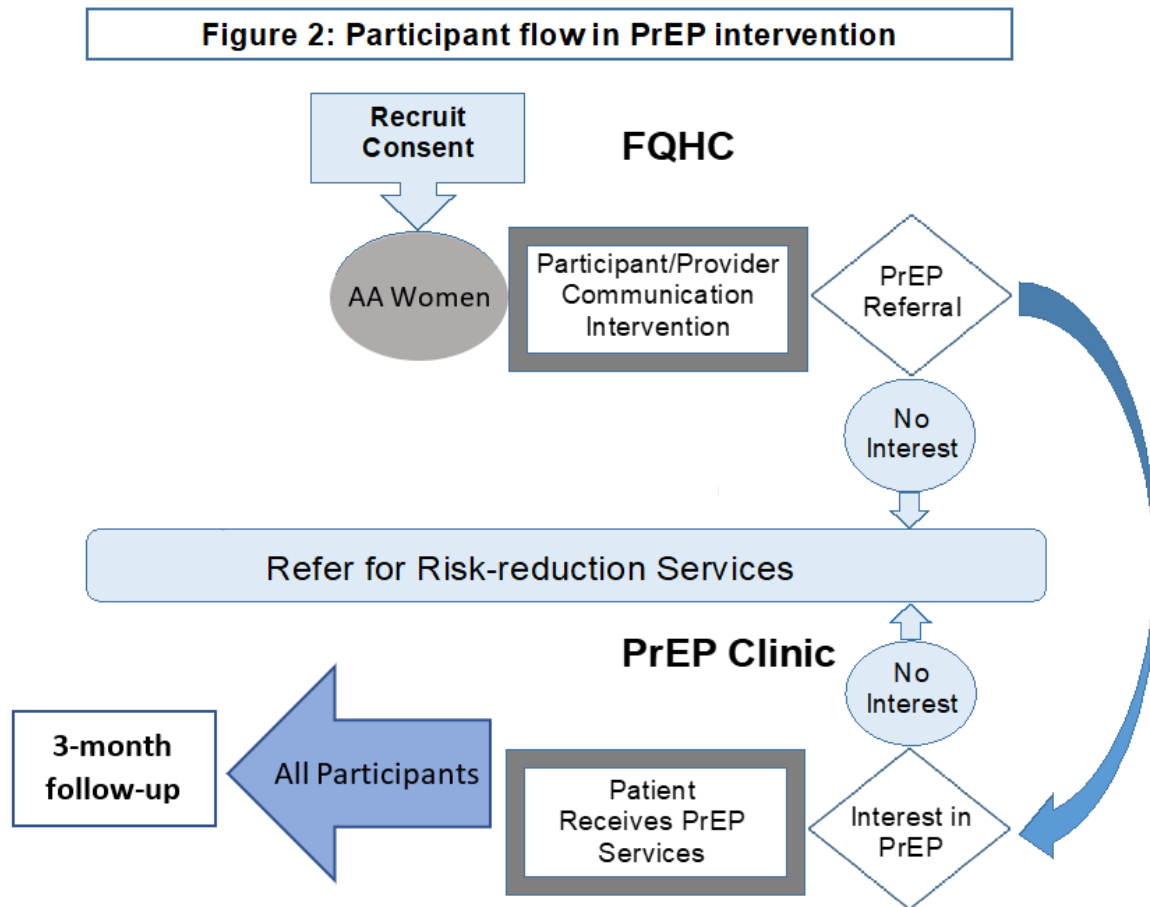 Figure 2: Participant flow in PrEP intervention
Recruit
Consent
FQHC
AA Women
Participant/Provider
Communication
Intervention
PrEP
Referral
No
Interest
Refer for Risk-reduction Services
PrEP Clinic
No
Interest
3-month
follow-up
All Participants
Patient
Receives PrEP
Services
Interest in
PrEP